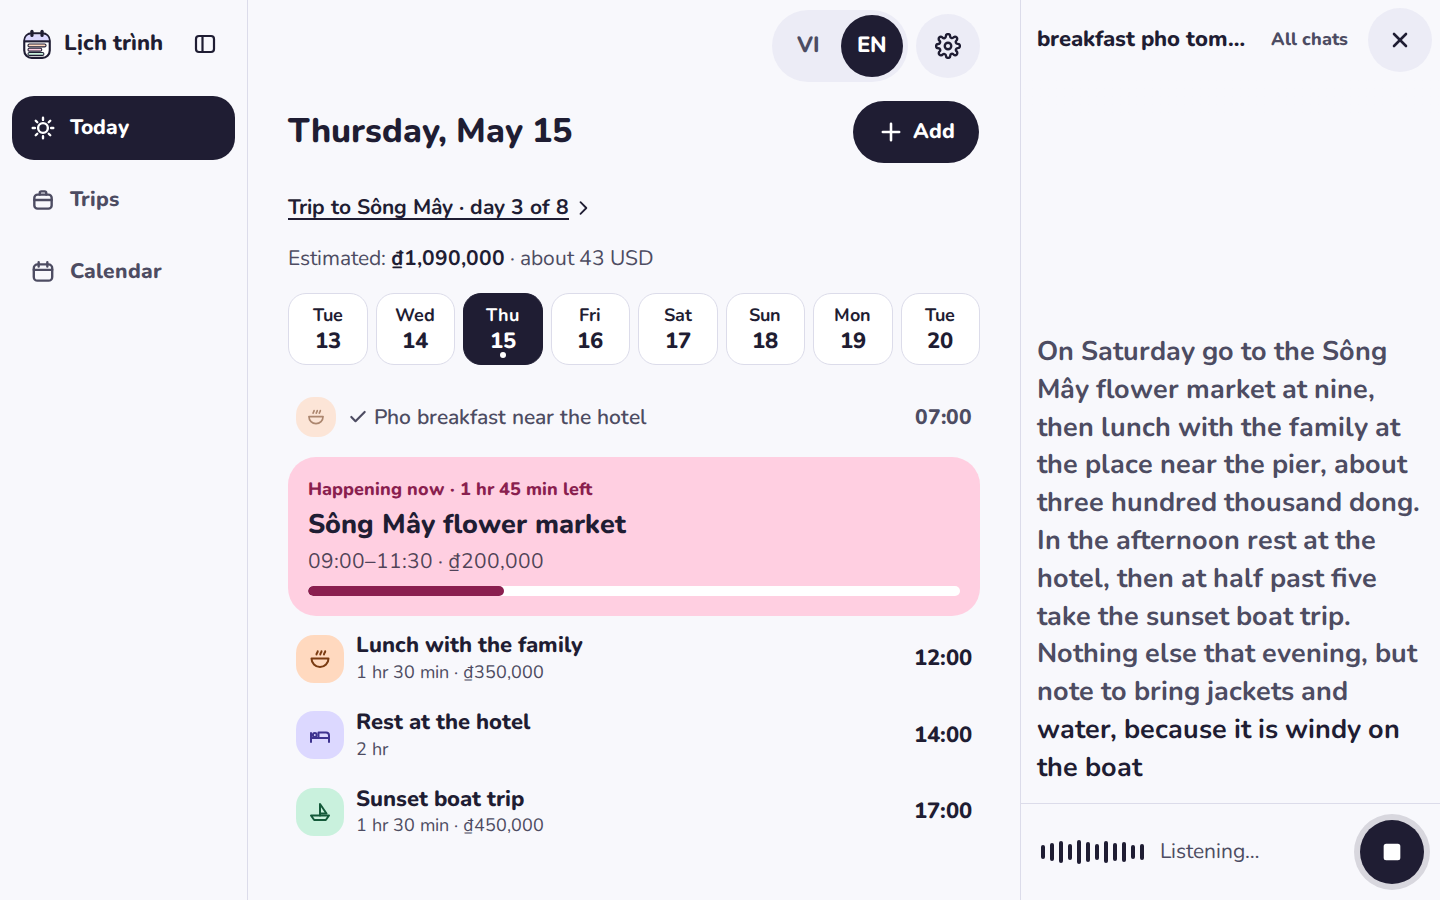 Lịch trình
Today
Trips
Calendar
VI
EN
Thursday, May 15
Add
Trip to Sông Mây · day 3 of 8
Estimated: ₫1,090,000 · about 43 USD
Tue
13
Wed
14
Thu
15
Fri
16
Sat
17
Sun
18
Mon
19
Tue
20
Pho breakfast near the hotel
07:00
Happening now · 1 hr 45 min left
Sông Mây flower market
09:00–11:30 · ₫200,000
Lunch with the family
1 hr 30 min · ₫350,000
12:00
Rest at the hotel
2 hr
14:00
Sunset boat trip
1 hr 30 min · ₫450,000
17:00
breakfast pho tom...
All chats
On Saturday go to the Sông
Mây flower market at nine,
then lunch with the family at
the place near the pier, about
three hundred thousand dong.
In the afternoon rest at the
hotel, then at half past five
take the sunset boat trip.
Nothing else that evening, but
note to bring jackets and
water, because it is windy on
the boat
Listening...